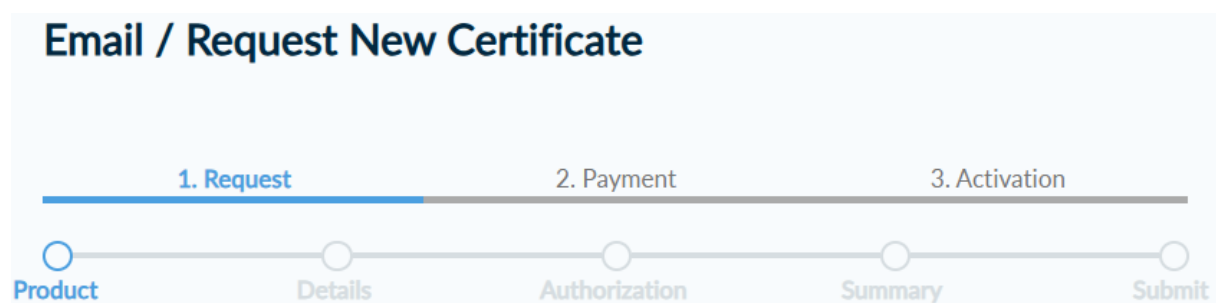 Email / Request New Certificate
1. Request 2. Payment 3. Activation
Product Details Authorization Summary Submit